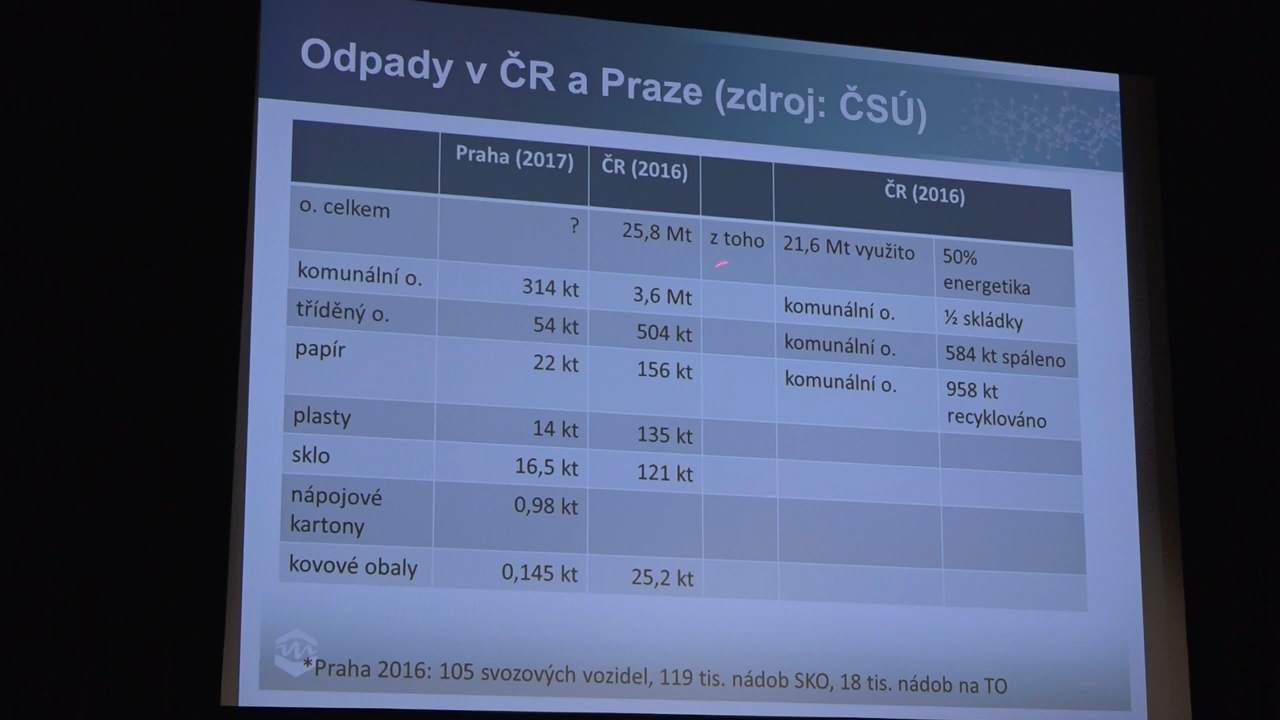 Odpady v ČR a Praze (zdroj: ČSÚ)
Praha (2017) ČR (2016) ČR (2016)
o. celkem ? 25,8 Mt z toho 21,6 Mt využito 50%
energetika
komunální o. 314 kt 3,6 Mt komunální o. ½ skládky
tříděný o. 54 kt 504 kt komunální o. 584 kt spáleno
papír 22 kt 156 kt komunální o. 958 kt
recyklováno
plasty 14 kt 135 kt
sklo 16,5 kt 121 kt
nápojové 0,98 kt
kartony
kovové obaly 0,145 kt 25,2 kt
*Praha 2016: 105 svozových vozidel, 119 tis. nádob SKO, 18 tis. nádob na TO